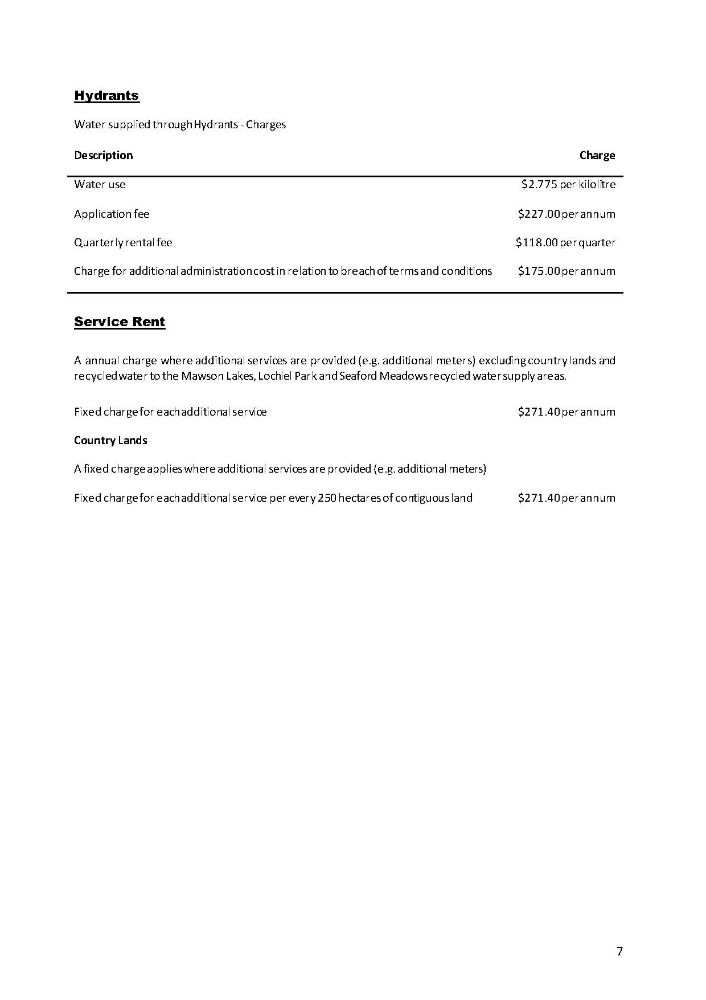 Hydrants
Water supplied through Hydrants - Charges
Description Charge
Water use $2.775 per kilolitre
Application fee $227.00 per annum
Quarterly rental fee $118.00 per quarter
Charge for additional administration cost in relation to breach of terms and conditions $175.00 per annum
Service Rent
A annual charge where additional services are provided (e.g. additional meters) excluding country lands and
recycled water to the Mawson Lakes, Lochiel Park and Seaford Meadows recycled water supply areas.
Fixed charge for each additional service $271.40 per annum
Country Lands
A fixed charge applies where additional services are provided (e.g. additional meters)
Fixed charge for each additional service per every 250 hectares of contiguous land $271.40 per annum
7